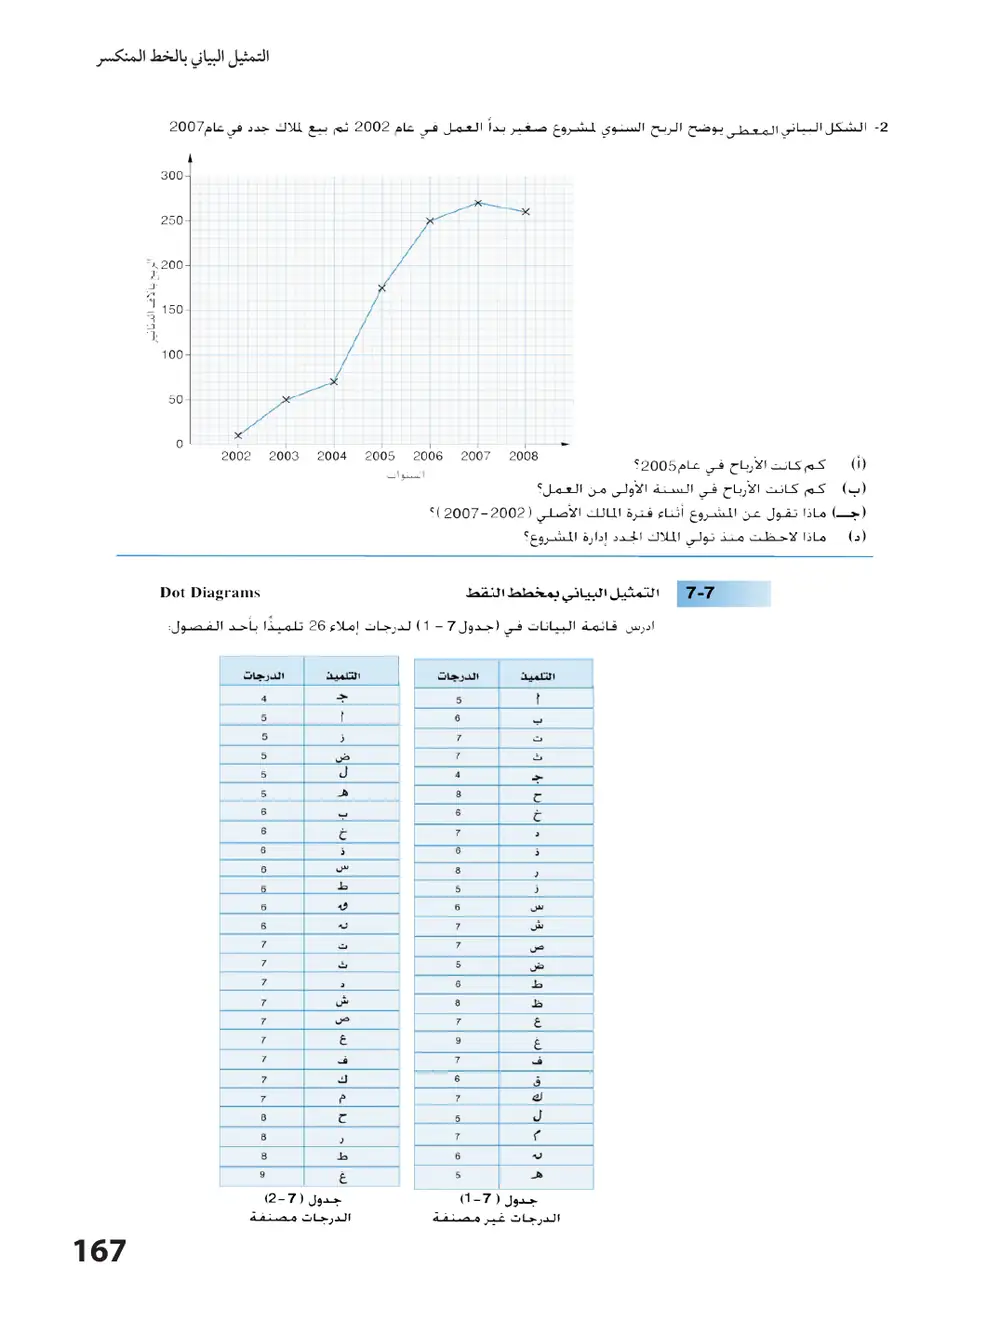 التمثيل البياني بالخط المنكسر
2- الشكل البياني المعطى يوضح الربح السنوي لمشروع صغير بدأ العمل في عام 2002 ثم بيع لملاك جدد في عام2007
300
250
200
150
100
50
0
الربح بآلاف الدنانير
2002 2003 2004 2005 2006 2007 2008
السنوات
(أ) كم كانت الأرباح في عام2005؟
(ب) كم كانت الأرباح في السنة الأولى من العمل؟
(جـ) ماذا تقول عن المشروع أثناء فترة المالك الأصلي (2002-2007)؟
(د) ماذا لاحظت منذ تولي الملاك الجدد إدارة المشروع؟
7-7 التمثيل البياني بمخطط النقط Dot Diagrams
ادرس قائمة البيانات في (جدول7 - 1) لدرجات إملاء 26 تلميذًا بأحد الفصول:
التلميذ الدرجات
أ 5
ب 6
ت 7
ث 7
جـ 4
ح 8
خ 6
د 7
ذ 6
ر 8
ز 5
س 6
ش 7
ص 7
ض 5
ط 6
ظ 8
ع 7
غ 9
ف 7
ق 6
ك 7
ل 5
م 7
نـ 6
هـ 5
جدول (7-1)
الدرجات غير مصنفة
التلميذ الدرجات
جـ 4
أ 5
ز 5
ض 5
ل 5
هـ 5
ب 6
خ 6
ذ 6
س 6
ط 6
ق 6
نـ 6
ت 7
ث 7
د 7
ش 7
ص 7
ع 7
ف 7
ك 7
م 7
ح 8
ر 8
ط 8
غ 9
جدول (7-2)
الدرجات مصنفة
167